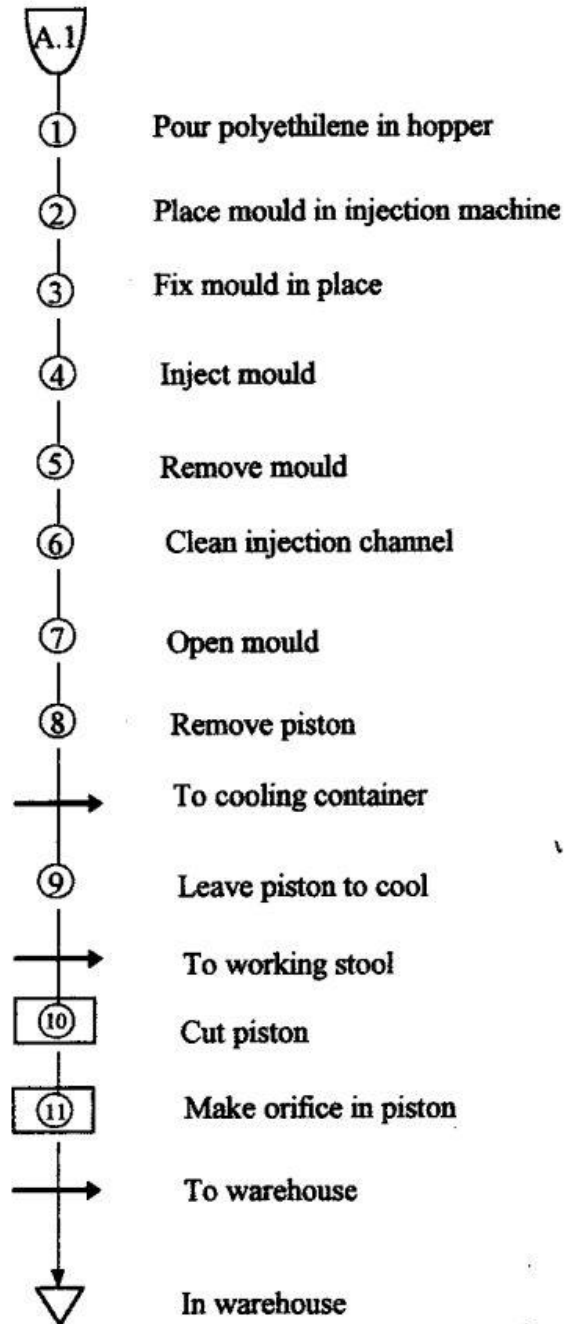 A.1
1 Pour polyethilene in hopper
2 Place mould in injection machine
3 Fix mould in place
4 Inject mould
5 Remove mould
6 Clean injection channel
7 Open mould
8 Remove piston
To cooling container
9 Leave piston to cool
To working stool
10 Cut piston
11 Make orifice in piston
To warehouse
In warehouse